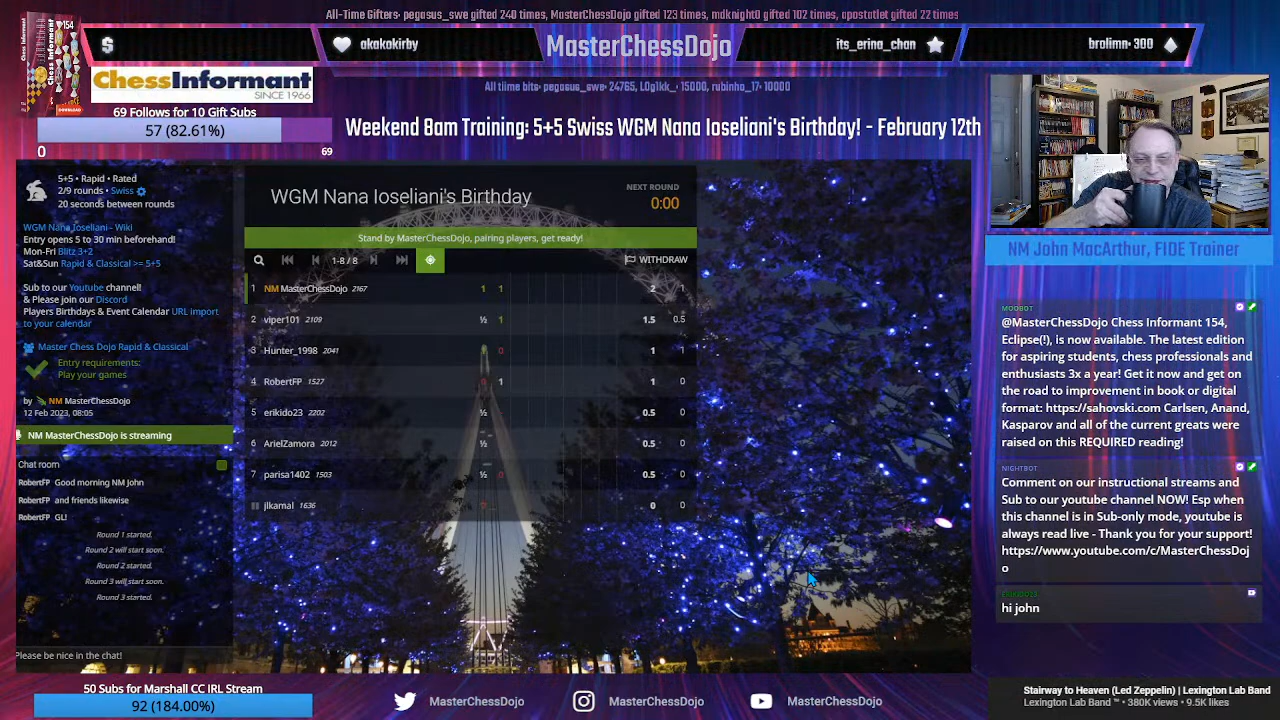 All-Time Gifters• pegasus_swe gifted 240 times, MasterChessDojo gifted 123 times, mdknight0 gifted 102 times, apostatlet gifted 22 times
154
Chess Informant
$
akakokirby
MasterChessDojo
its_erina_chan
brolimn• 300
ChessInformant
SINCE 1966
DOWNLOAD
All tiime bits• pegasus_swe• 24765, L0g1kk_• 15000, rubinho_17• 10000
69 Follows for 10 Gift Subs
57 (82.61%)
0
69
Weekend 8am Training: 5+5 Swiss WGM Nana Ioseliani's Birthday! - February 12th
5+5 • Rapid • Rated
2/9 rounds • Swiss
20 seconds between rounds
WGM Nana Ioseliani– Wiki
Entry opens 5 to 30 min beforehand!
Mon-Fri Blitz 3+2
Sat&Sun Rapid & Classical >= 5+5
Sub to our Youtube channel!
& Please join our Discord
Players Birthdays & Event Calendar URL import
to your calendar
Master Chess Dojo Rapid & Classical
Entry requirements:
Play your games
by NM MasterChessDojo
12 Feb 2023, 08:05
NM MasterChessDojo is streaming
Chat room
RobertFP Good morning NM John
RobertFP and friends likewise
RobertFP GL!
Round 1 started.
Round 2 will start soon.
Round 2 started.
Round 3 will start soon.
Round 3 started.
Please be nice in the chat!
WGM Nana Ioseliani's Birthday
NEXT ROUND
0:00
Stand by MasterChessDojo, pairing players, get ready!
1-8 / 8
WITHDRAW
1 NM MasterChessDojo 2167 1 1 2 1
2 viper101 2109 ½ 1 1.5 0.5
3 Hunter_1998 2041 0 1 1
4 RobertFP 1527 1 1 0
5 erikido23 2202 ½ 0.5 0
6 ArielZamora 2012 ½ 0.5 0
7 parisa1402 1503 ½ 0 0.5 0
jlkamal 1636 0 0
NM John MacArthur, FIDE Trainer
MODBOT
@MasterChessDojo Chess Informant 154,
Eclipse(!), is now available. The latest edition
for aspiring students, chess professionals and
enthusiasts 3x a year! Get it now and get on
the road to improvement in book or digital
format: https://sahovski.com Carlsen, Anand,
Kasparov and all of the current greats were
raised on this REQUIRED reading!
NIGHTBOT
Comment on our instructional streams and
Sub to our youtube channel NOW! Esp when
this channel is in Sub-only mode, youtube is
always read live - Thank you for your support!
https://www.youtube.com/c/MasterChessDoj
o
ERIKIDO23
hi john
50 Subs for Marshall CC IRL Stream
92 (184.00%)
MasterChessDojo
MasterChessDojo
MasterChessDojo
Stairway to Heaven (Led Zeppelin) | Lexington Lab Band
Lexington Lab Band ™ • 380K views • 9.5K likes